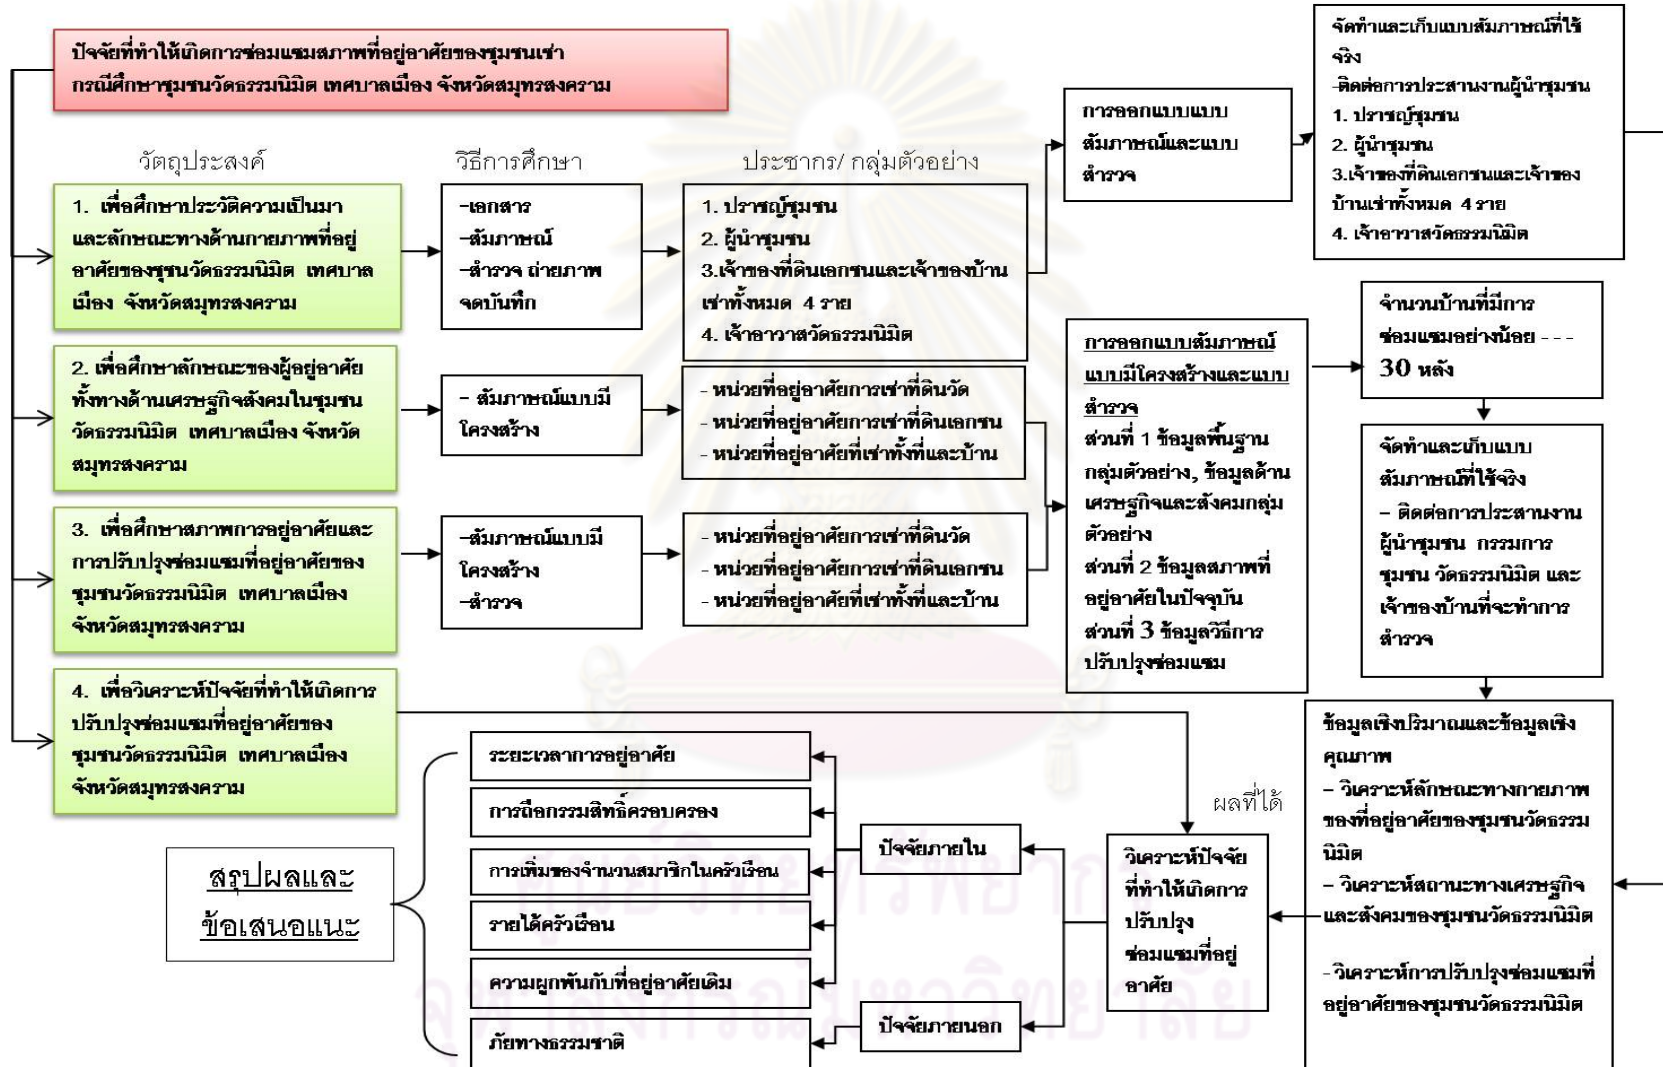 ปัจจัยที่ทำให้เกิดการซ่อมแซมสภาพที่อยู่อาศัยของชุมชนเช่า
กรณีศึกษาชุมชนวัดธรรมนิมิต เทศบาลเมือง จังหวัดสมุทรสงคราม
วัตถุประสงค์
วิธีการศึกษา
ประชากร/ กลุ่มตัวอย่าง
1. เพื่อศึกษาประวัติความเป็นมา
และลักษณะทางด้านกายภาพที่อยู่
อาศัยของชุชนวัดธรรมนิมิต เทศบาล
เมือง จังหวัดสมุทรสงคราม
-เอกสาร
-สัมภาษณ์
-สำรวจ ถ่ายภาพ
จดบันทึก
1. ปราชญ์ชุมชน
2. ผู้นำชุมชน
3.เจ้าของที่ดินเอกชนและเจ้าของบ้าน
เช่าทั้งหมด 4 ราย
4. เจ้าอาวาสวัดธรรมนิมิต
การออกแบบแบบ
สัมภาษณ์และแบบ
สำรวจ
จัดทำและเก็บแบบสัมภาษณ์ที่ใช้
จริง
-ติดต่อการประสานงานผู้นำชุมชน
1. ปราชญ์ชุมชน
2. ผู้นำชุมชน
3.เจ้าของที่ดินเอกชนและเจ้าของ
บ้านเช่าทั้งหมด 4 ราย
4. เจ้าอาวาสวัดธรรมนิมิต
2. เพื่อศึกษาลักษณะของผู้อยู่อาศัย
ทั้งทางด้านเศรษฐกิจสังคมในชุมชน
วัดธรรมนิมิต เทศบาลเมือง จังหวัด
สมุทรสงคราม
- สัมภาษณ์แบบมี
โครงสร้าง
- หน่วยที่อยู่อาศัยการเช่าที่ดินวัด
- หน่วยที่อยู่อาศัยการเช่าที่ดินเอกชน
- หน่วยที่อยู่อาศัยที่เช่าทั้งที่และบ้าน
3. เพื่อศึกษาสภาพการอยู่อาศัยและ
การปรับปรุงซ่อมแซมที่อยู่อาศัยของ
ชุมชนวัดธรรมนิมิต เทศบาลเมือง
จังหวัดสมุทรสงคราม
-สัมภาษณ์แบบมี
โครงสร้าง
-สำรวจ
- หน่วยที่อยู่อาศัยการเช่าที่ดินวัด
- หน่วยที่อยู่อาศัยการเช่าที่ดินเอกชน
- หน่วยที่อยู่อาศัยที่เช่าทั้งที่และบ้าน
การออกแบบสัมภาษณ์
แบบมีโครงสร้างและแบบ
สำรวจ
ส่วนที่ 1 ข้อมูลพื้นฐาน
กลุ่มตัวอย่าง, ข้อมูลด้าน
เศรษฐกิจและสังคมกลุ่ม
ตัวอย่าง
ส่วนที่ 2 ข้อมูลสภาพที่
อยู่อาศัยในปัจจุบัน
ส่วนที่ 3 ข้อมูลวิธีการ
ปรับปรุงซ่อมแซม
จำนวนบ้านที่มีการ
ซ่อมแซมอย่างน้อย - - -
30 หลัง
จัดทำและเก็บแบบ
สัมภาษณ์ที่ใช้จริง
- ติดต่อการประสานงาน
ผู้นำชุมชน กรรมการ
ชุมชน วัดธรรมนิมิต และ
เจ้าของบ้านที่จะทำการ
สำรวจ
4. เพื่อวิเคราะห์ปัจจัยที่ทำให้เกิดการ
ปรับปรุงซ่อมแซมที่อยู่อาศัยของ
ชุมชนวัดธรรมนิมิต เทศบาลเมือง
จังหวัดสมุทรสงคราม
ข้อมูลเชิงปริมาณและข้อมูลเชิง
คุณภาพ
- วิเคราะห์ลักษณะทางกายภาพ
ของที่อยู่อาศัยของชุมชนวัดธรรม
นิมิต
- วิเคราะห์สถานะทางเศรษฐกิจ
และสังคมของชุมชนวัดธรรมนิมิต
- วิเคราะห์การปรับปรุงซ่อมแซมที่
อยู่อาศัยของชุมชนวัดธรรมนิมิต
ผลที่ได้
วิเคราะห์ปัจจัย
ที่ทำให้เกิดการ
ปรับปรุง
ซ่อมแซมที่อยู่
อาศัย
ปัจจัยภายใน
ปัจจัยภายนอก
ระยะเวลาการอยู่อาศัย
การถือกรรมสิทธิ์ครอบครอง
การเพิ่มของจำนวนสมาชิกในครัวเรือน
รายได้ครัวเรือน
ความผูกพันกับที่อยู่อาศัยเดิม
ภัยทางธรรมชาติ
สรุปผลและ
ข้อเสนอแนะ
ศูนย์วิทยทรัพยากร
จุฬาลงกรณ์มหาวิทยาลัย